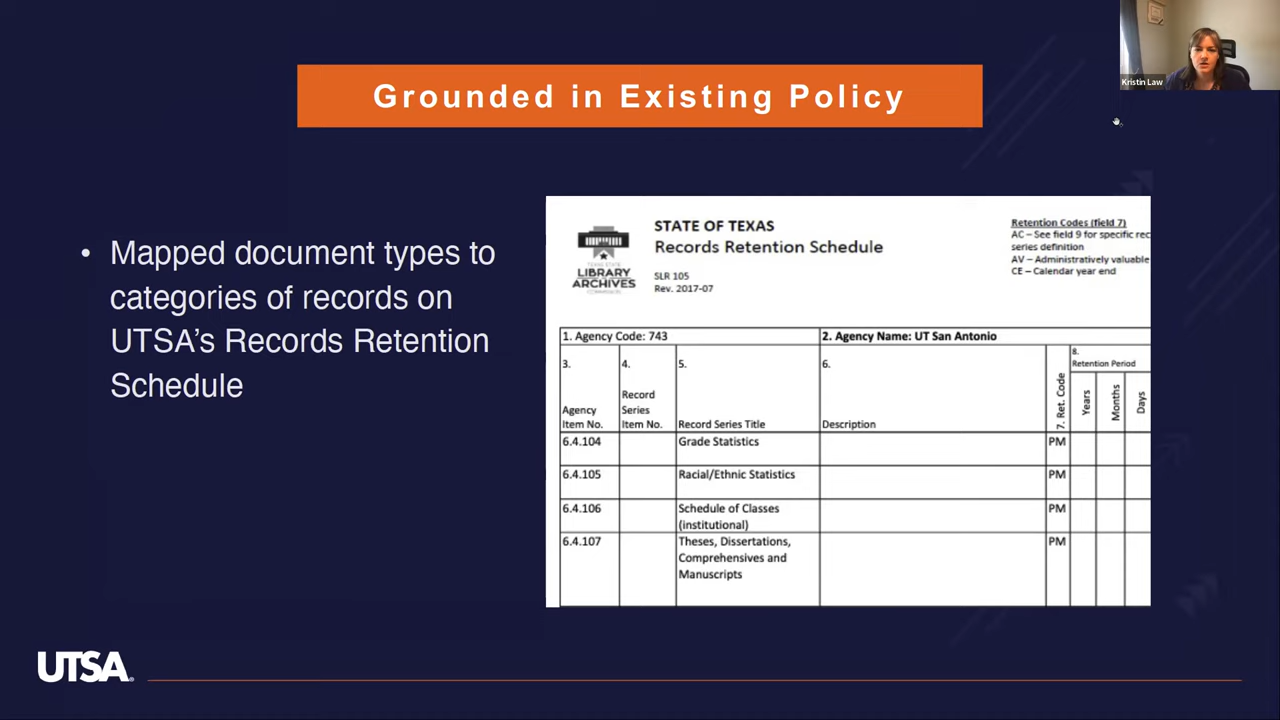 Kristin Law
Grounded in Existing Policy
• Mapped document types to
categories of records on
UTSA's Records Retention
Schedule
LIBRARY
ARCHIVES
STATE OF TEXAS
Records Retention Schedule
SLR 105
Rev. 2017-07
Retention Codes (field 7)
AC – See field 9 for specific rec
series definition
AV – Administratively valuable
CE – Calendar year end
1. Agency Code: 743
2. Agency Name: UT San Antonio
3.
Agency
Item No.
4.
Record
Series
Item No.
5.
Record Series Title
6.
Description
7. Ret. Code
8.
Retention Period
Years
Months
Days
6.4.104 Grade Statistics PM
6.4.105 Racial/Ethnic Statistics PM
6.4.106 Schedule of Classes PM
(institutional)
6.4.107 Theses, Dissertations, PM
Comprehensives and
Manuscripts
UTSA